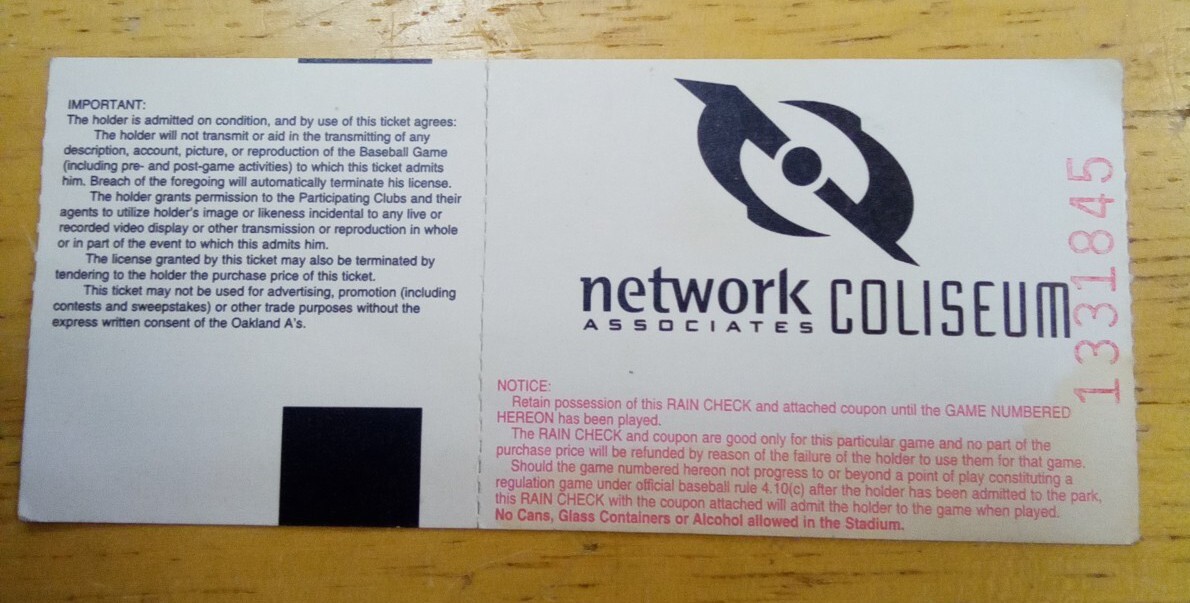 IMPORTANT:
The holder is admitted on condition, and by use of this ticket agrees:
The holder will not transmit or aid in the transmitting of any
description, account, picture, or reproduction of the Baseball Game
(including pre- and post-game activities) to which this ticket admits
him. Breach of the foregoing will automatically terminate his license.
The holder grants permission to the Participating Clubs and their
agents to utilize holder's image or likeness incidental to any live or
recorded video display or other transmission or reproduction in whole
or in part of the event to which this admits him.
The license granted by this ticket may also be terminated by
tendering to the holder the purchase price of this ticket.
This ticket may not be used for advertising, promotion (including
contests and sweepstakes) or other trade purposes without the
express written consent of the Oakland A's.
network
ASSOCIATES
COLISEUM
1331845
NOTICE:
Retain possession of this RAIN CHECK and attached coupon until the GAME NUMBERED
HEREON has been played.
The RAIN CHECK and coupon are good only for this particular game and no part of the
purchase price will be refunded by reason of the failure of the holder to use them for that game.
Should the game numbered hereon not progress to or beyond a point of play constituting a
regulation game under official baseball rule 4.10(c) after the holder has been admitted to the park,
this RAIN CHECK with the coupon attached will admit the holder to the game when played.
No Cans, Glass Containers or Alcohol allowed in the Stadium.